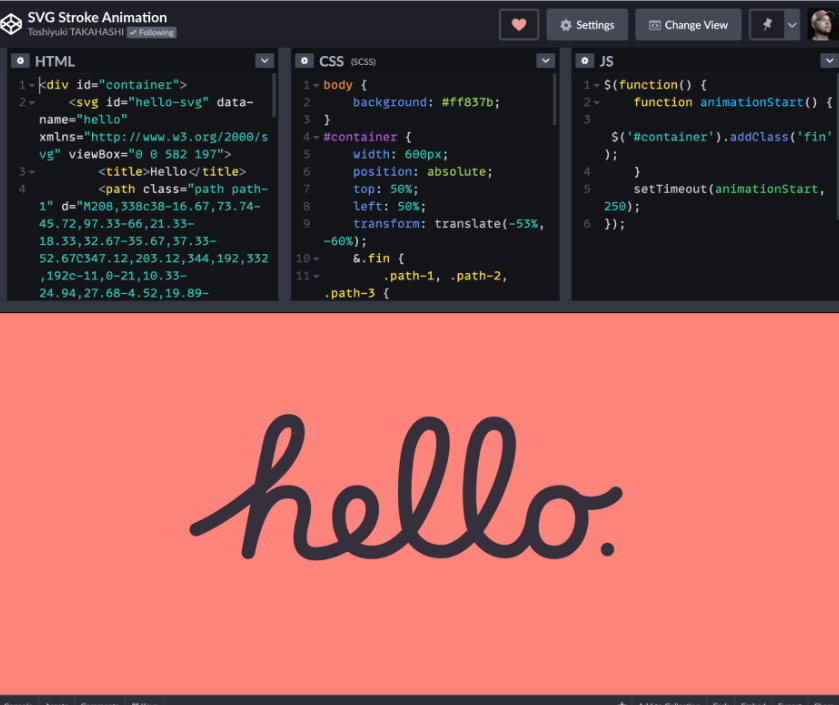 SVG Stroke Animation
Toshiyuki TAKAHASHI ✓ Following
Settings
Change View
HTML
1 <div id="container">
2 <svg id="hello-svg" data-
name="hello"
xmlns="http://www.w3.org/2000/s
vg" viewBox="0 0 582 197">
3 <title>Hello</title>
4 <path class="path path-
1" d="M208,338c38-16.67,73.74-
45.72,97.33-66,21.33-
18.33,32.67-35.67,37.33-
52.67C347.12,203.12,344,192,332
,192c-11,0-21,10.33-
24.94,27.68-4.52,19.89-
CSS (SCSS)
1 body {
2 background: #ff837b;
3 }
4 #container {
5 width: 600px;
6 position: absolute;
7 top: 50%;
8 left: 50%;
9 transform: translate(-53%,
-60%);
10 &.fin {
11 .path-1, .path-2,
.path-3 {
JS
1 $(function() {
2 function animationStart() {
3
$('#container').addClass('fin'
);
4 }
5 setTimeout(animationStart,
250);
6 });
hello.